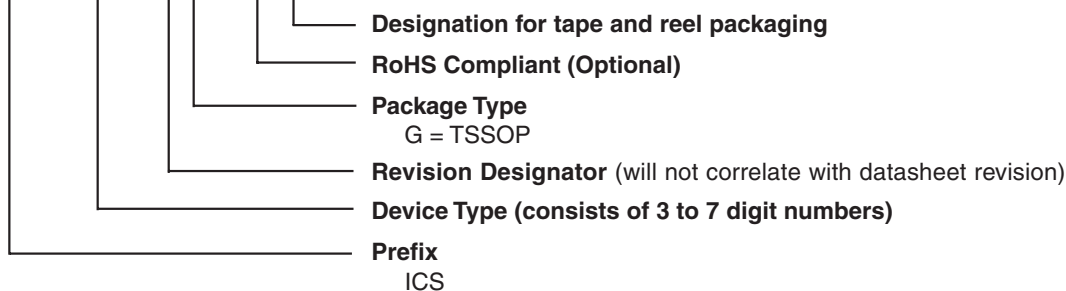 Designation for tape and reel packaging
RoHS Compliant (Optional)
Package Type
G = TSSOP
Revision Designator (will not correlate with datasheet revision)
Device Type (consists of 3 to 7 digit numbers)
Prefix
ICS